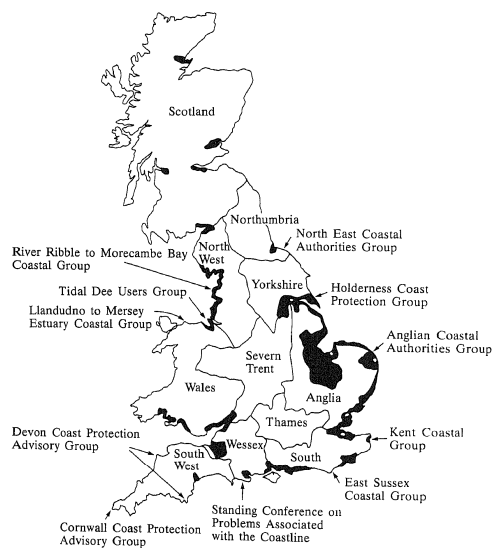 Scotland
Northumbria
North East Coastal
Authorities Group
North
West
River Ribble to Morecambe Bay
Coastal Group
Yorkshire
Tidal Dee Users Group
Holderness Coast
Protection Group
Llandudno to Mersey
Estuary Coastal Group
Anglian Coastal
Authorities Group
Severn
Trent
Wales
Anglia
Thames
Devon Coast Protection
Advisory Group
Kent Coastal
Group
Wessex
South
West
South
East Sussex
Coastal Group
Standing Conference on
Problems Associated
with the Coastline
Cornwall Coast Protection
Advisory Group